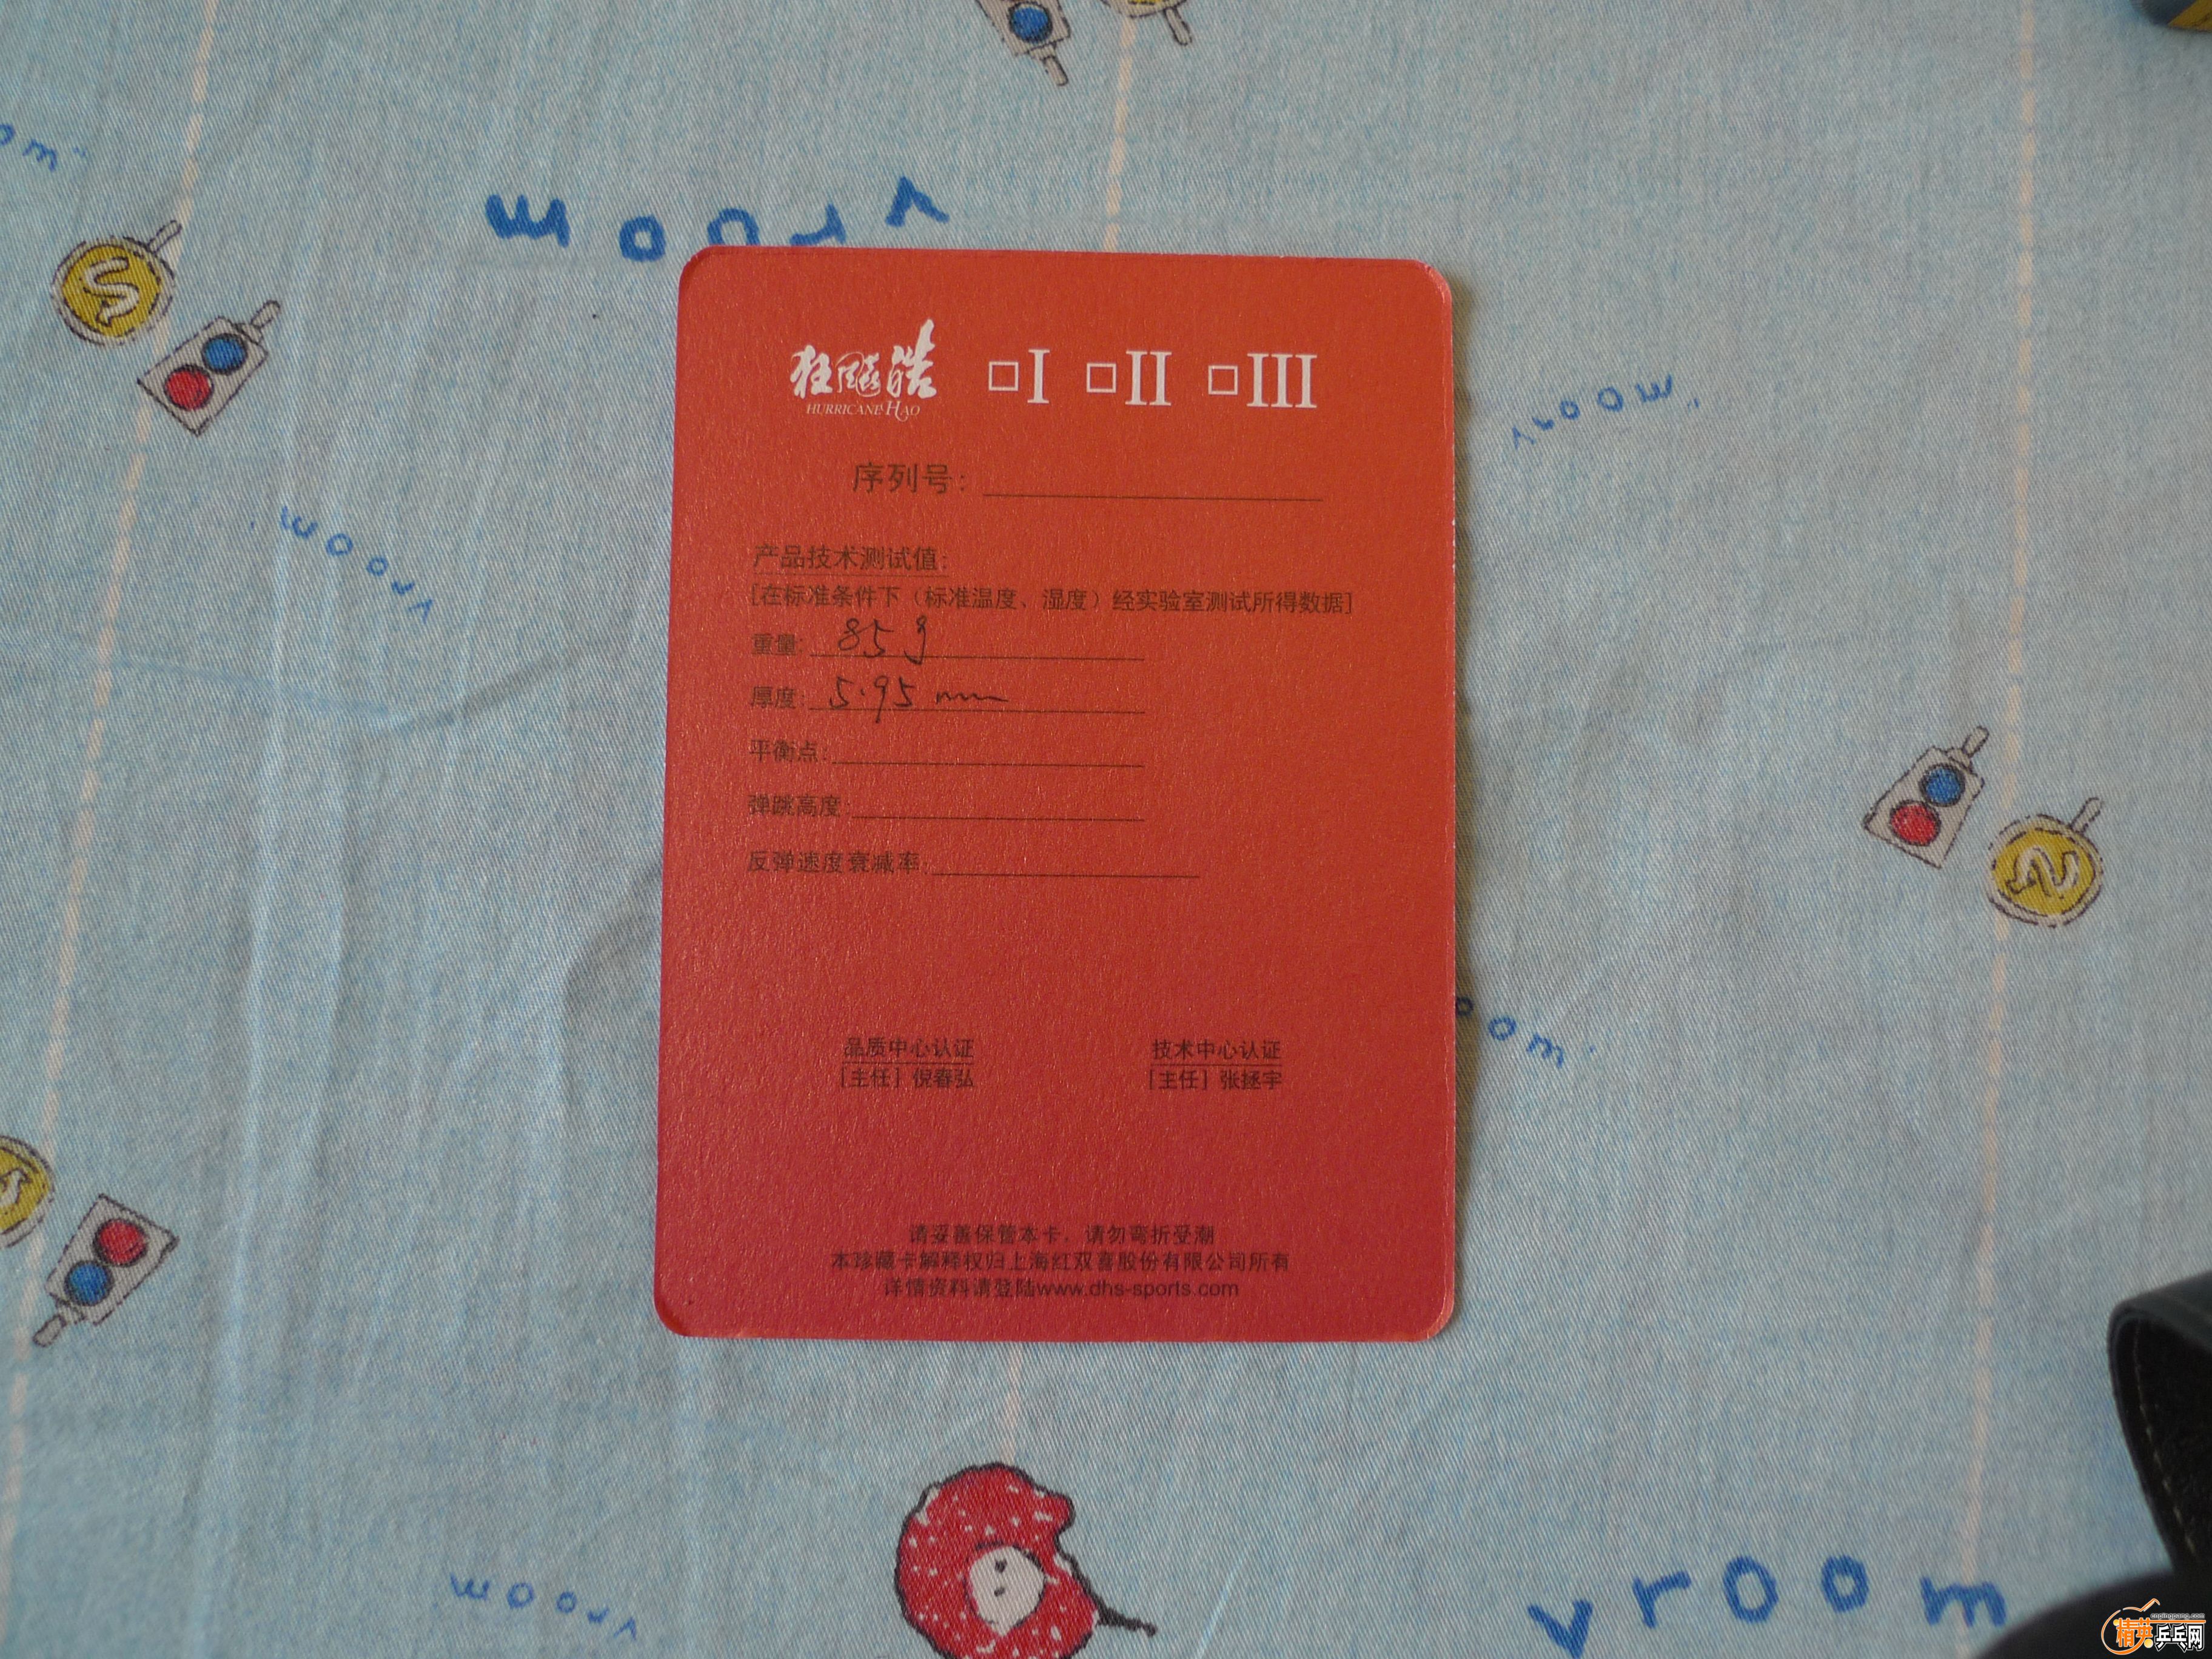 vroom
狂飚皓 □I □II □III
HURRICANE HAO
序列号:
产品技术测试值:
[在标准条件下（标准温度、湿度）经实验室测试所得数据]
重量: 85g
厚度: 5.95 mm
平衡点:
弹跳高度:
反弹速度衰减率:
品质中心认证 技术中心认证
[主任] 倪春弘 [主任] 张拯宇
请妥善保管本卡，请勿弯折受潮
本珍藏卡解释权归上海红双喜股份有限公司所有
详情资料请登陆www.dhs-sports.com
vroom
vroom
oom
vroom
vroom
精英乒乓网